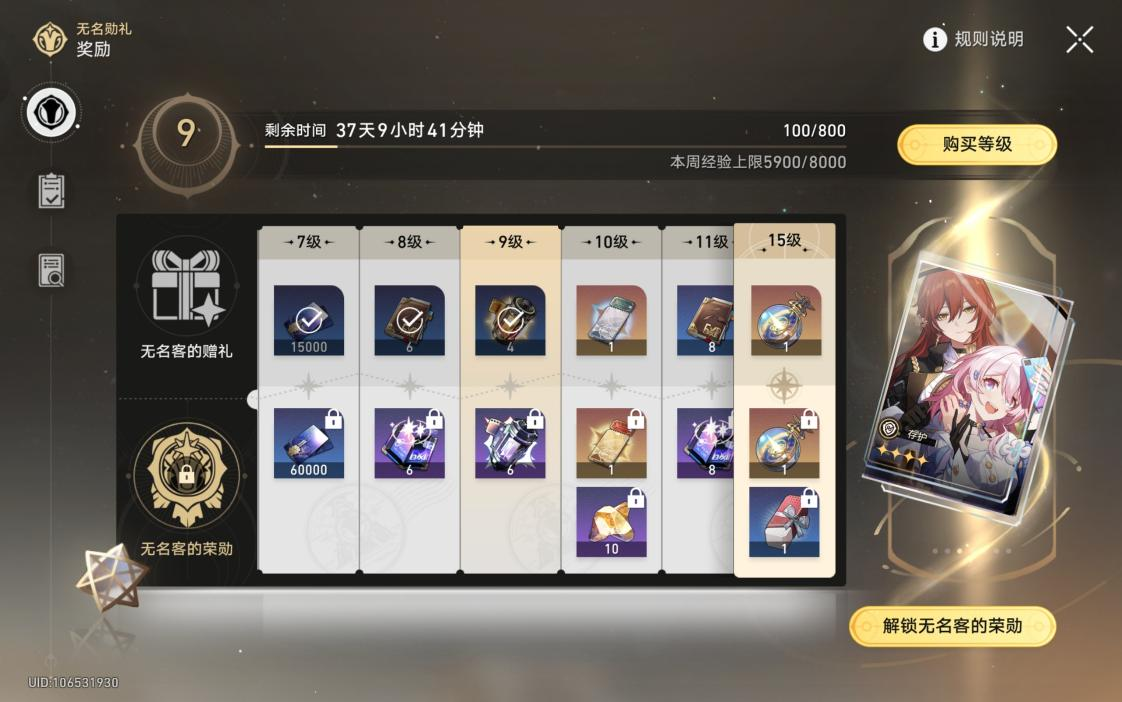 无名勋礼
奖励
规则说明
9
剩余时间 37天9小时41分钟
100/800
本周经验上限5900/8000
购买等级
7级
8级
9级
10级
11级
15级
无名客的赠礼
15000
6
4
1
8
1
无名客的荣勋
60000
6
6
1
8
1
10
1
存护
解锁无名客的荣勋
UID:106531930